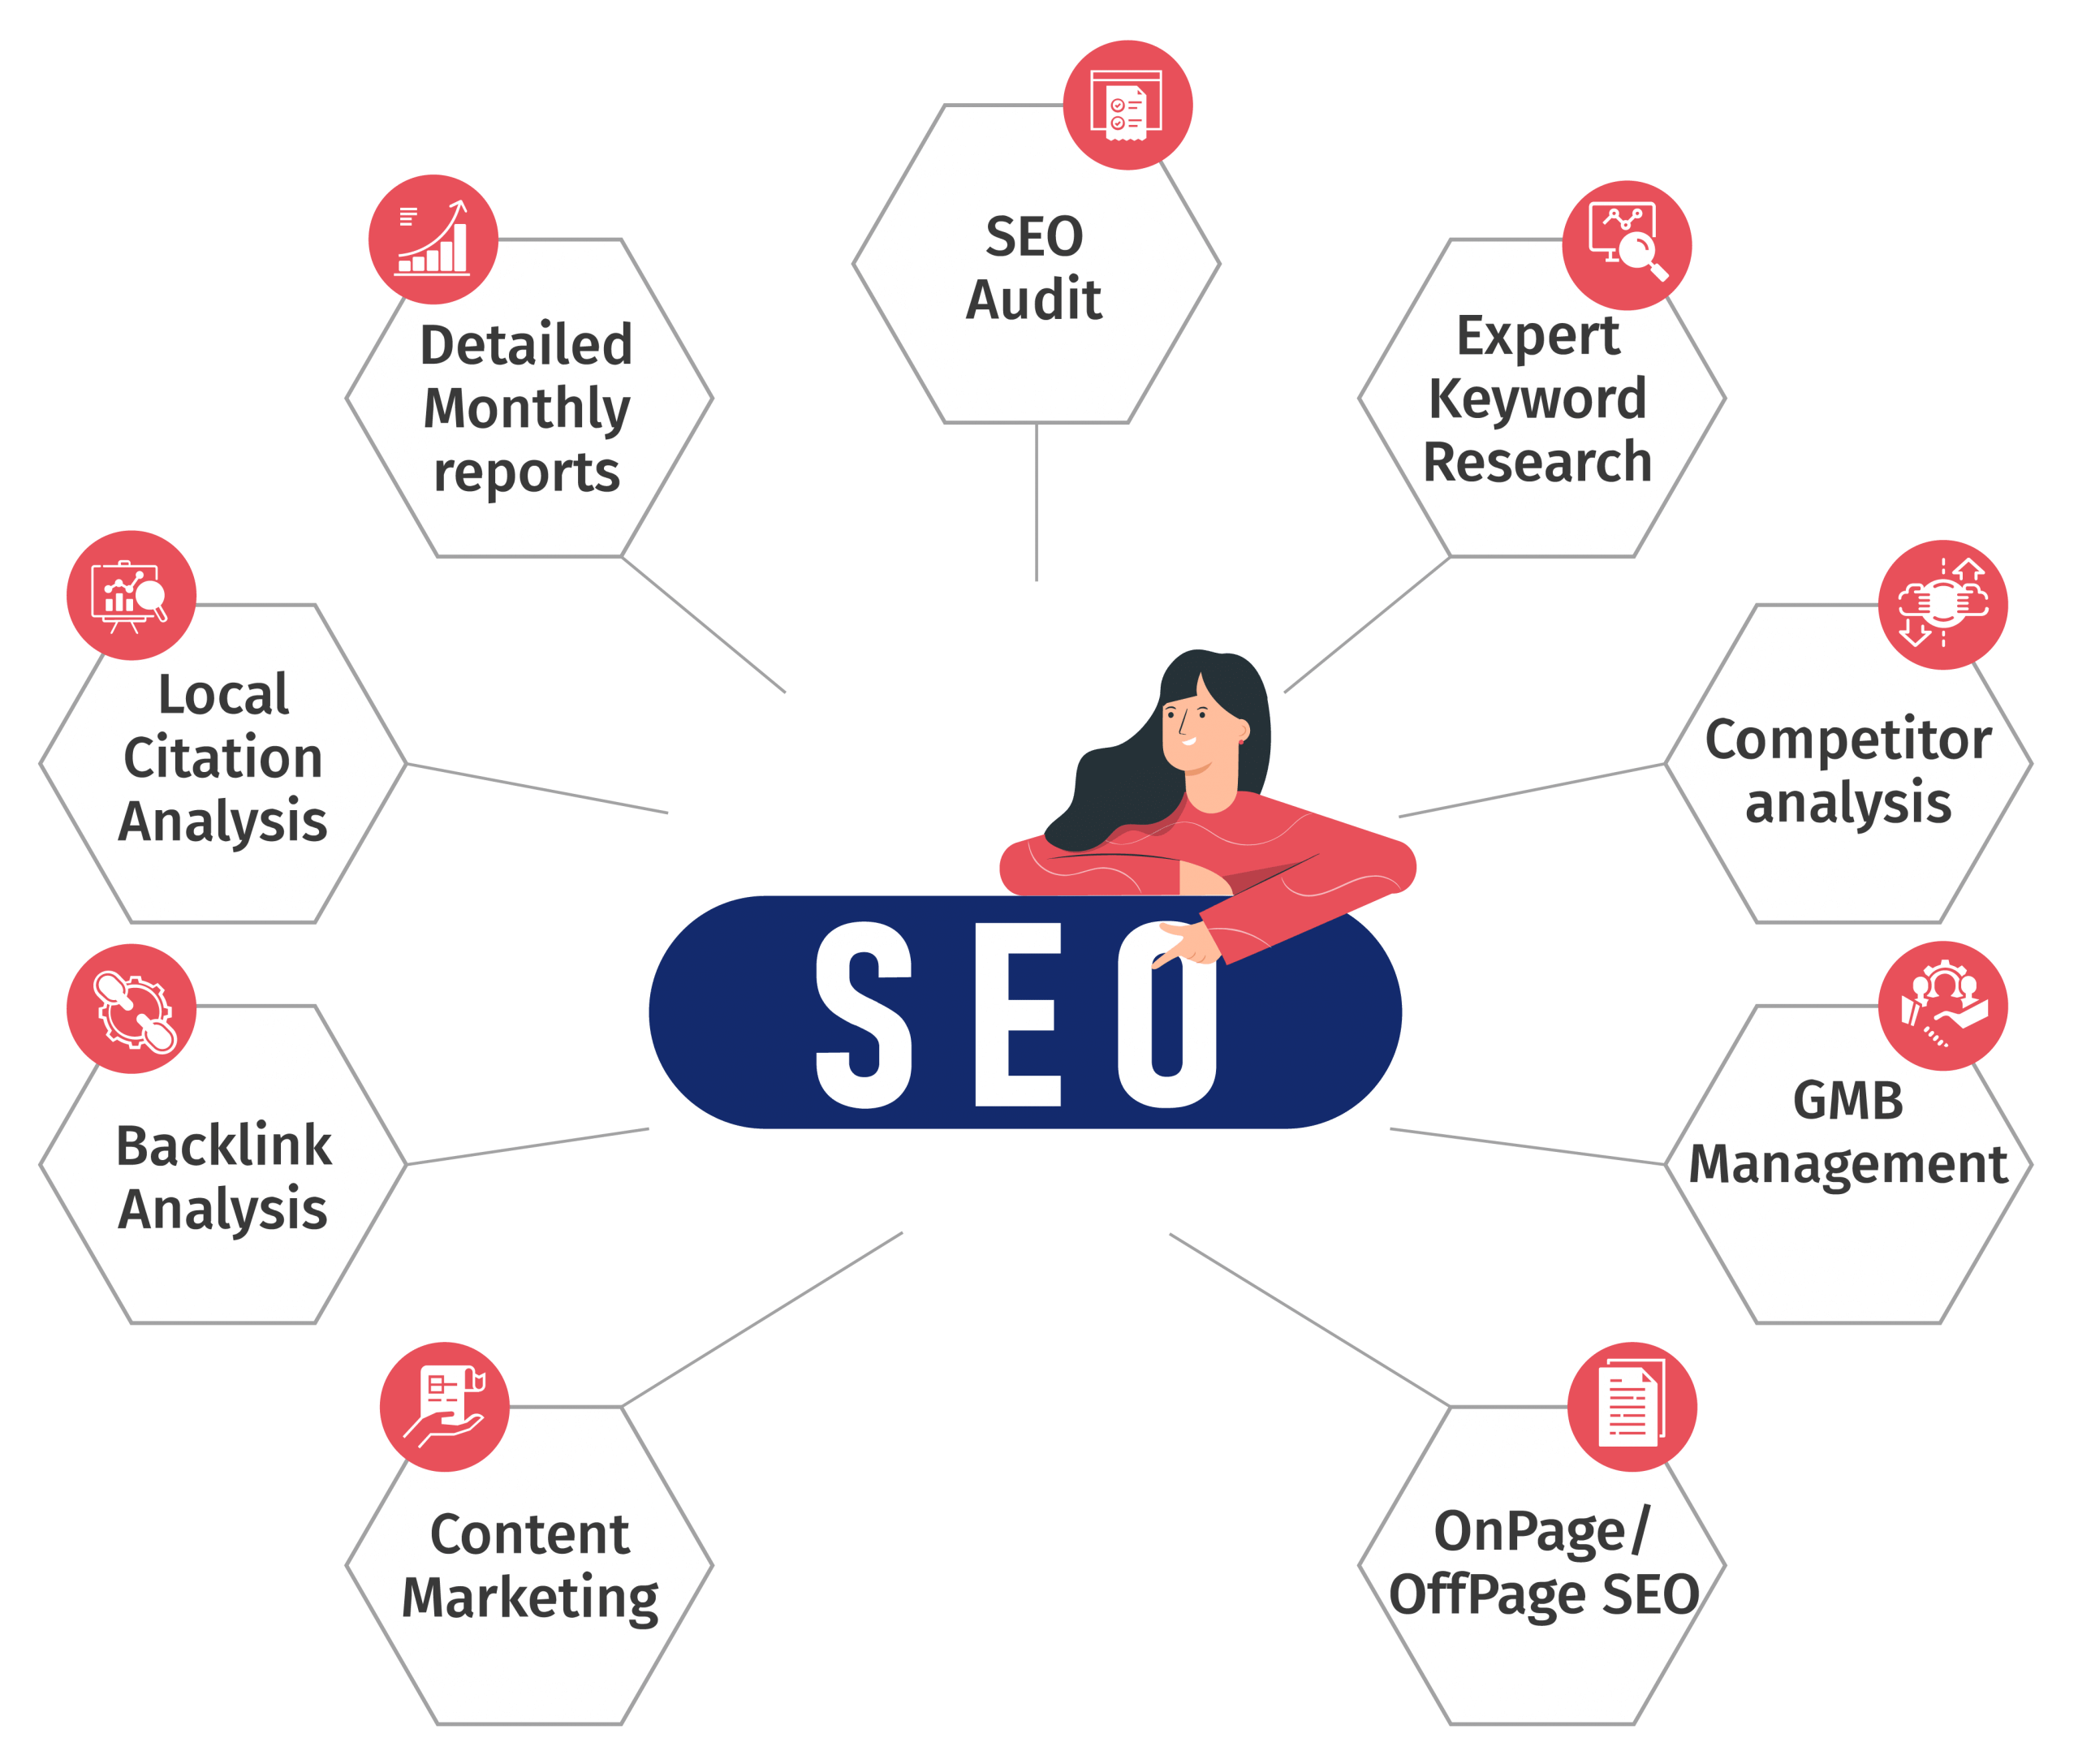 SEO
Audit
Detailed
Monthly
reports
Expert
Keyword
Research
Local
Citation
Analysis
Competitor
analysis
SEO
Backlink
Analysis
GMB
Management
Content
Marketing
OnPage/
OffPage SEO